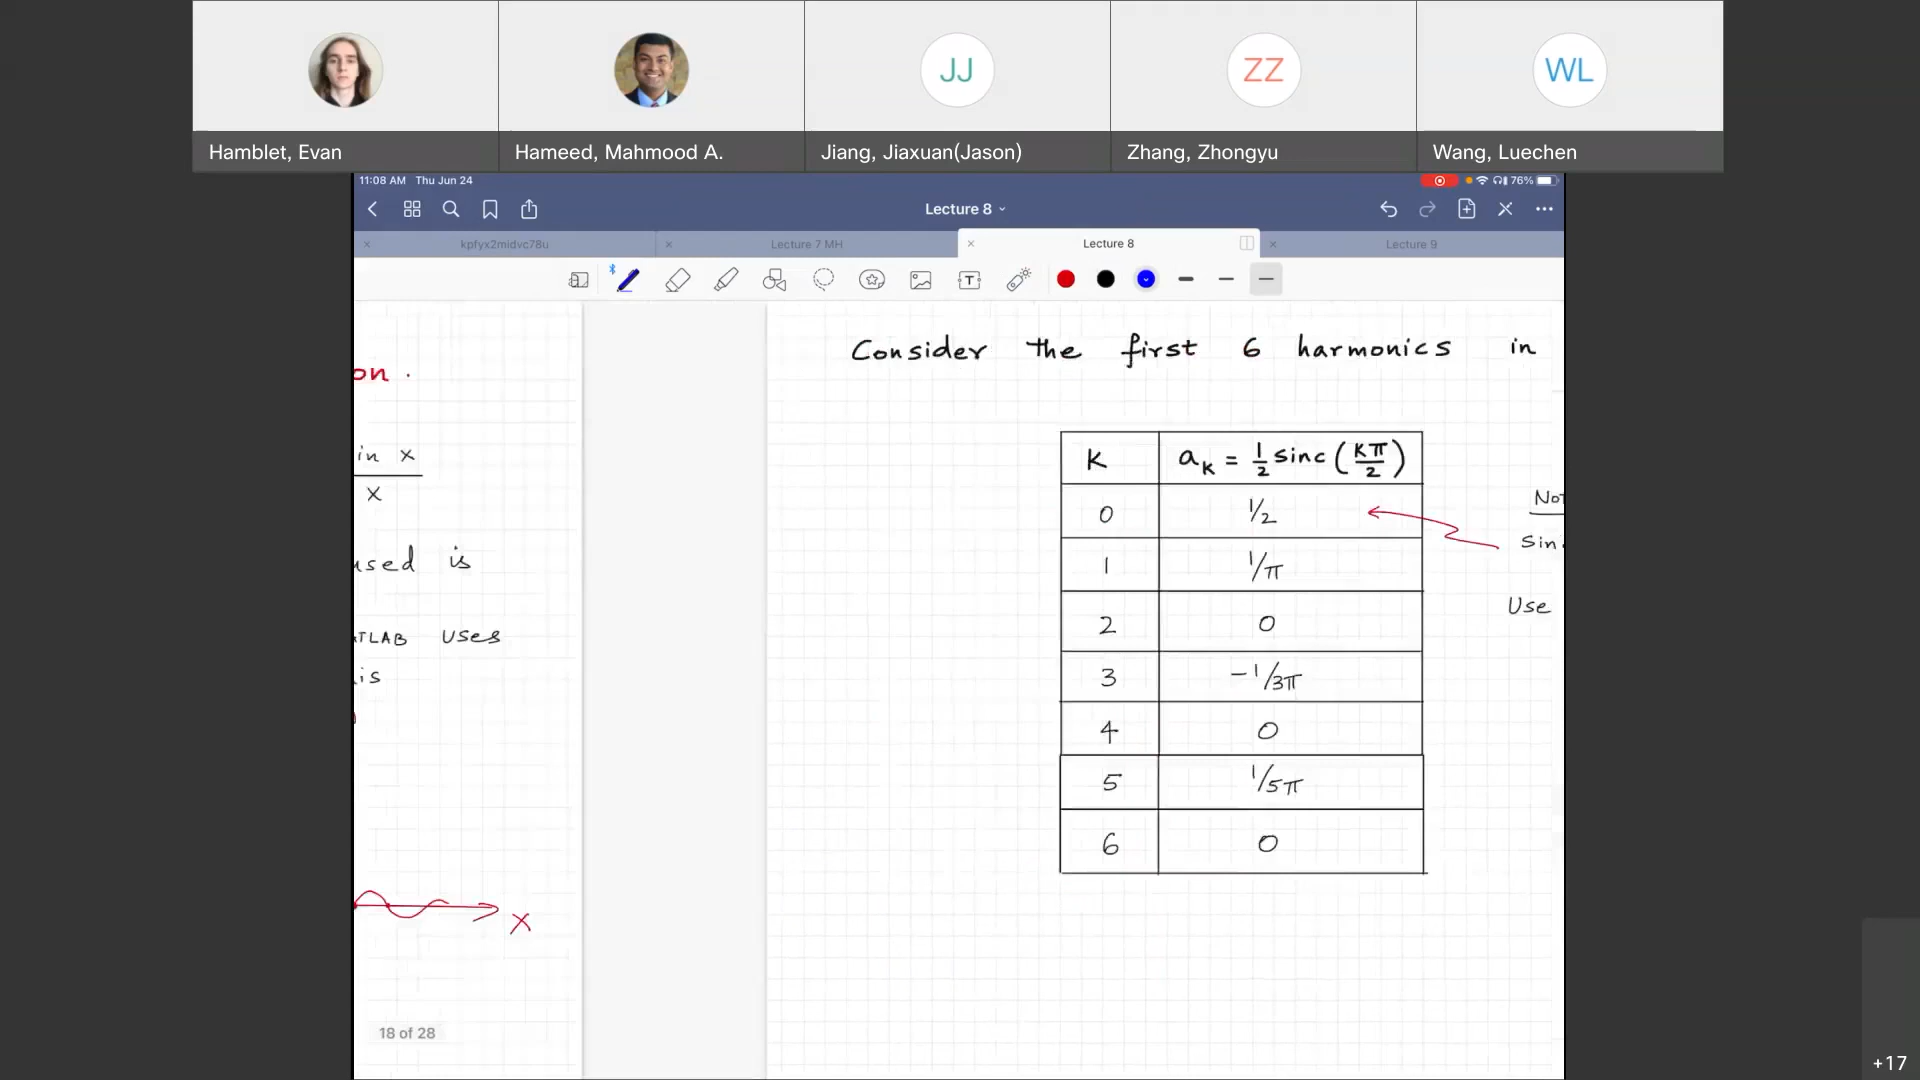 JJ
ZZ
WL
Hamblet, Evan
Hameed, Mahmood A.
Jiang, Jiaxuan(Jason)
Zhang, Zhongyu
Wang, Luechen
11:08 AM Thu Jun 24
76%
Lecture 8
kpfyx2midvc78u
Lecture 7 MH
Lecture 8
Lecture 9
T
Consider the first 6 harmonics in
on .
in x
x
used is
ATLAB uses
is
x
K a_K = 1/2 sinc (Kπ/2)
0 1/2
1 1/π
2 0
3 -1/3π
4 0
5 1/5π
6 0
Not
Sin
Use
18 of 28
+17